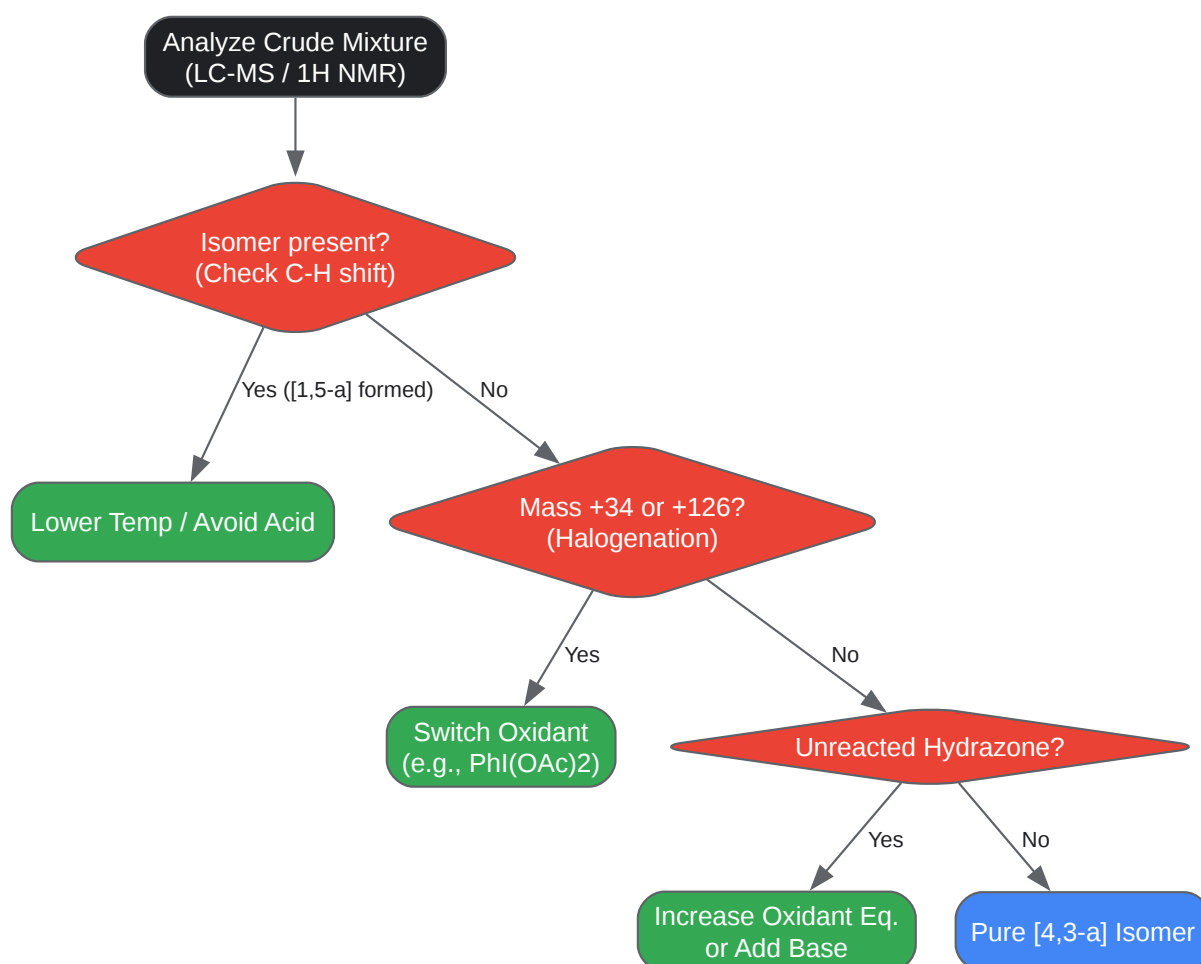 Analyze Crude Mixture
(LC-MS / 1H NMR)
Isomer present?
(Check C-H shift)
Yes ([1,5-a] formed)
No
Lower Temp / Avoid Acid
Mass +34 or +126?
(Halogenation)
Yes
No
Switch Oxidant
(e.g., PhI(OAc)2)
Unreacted Hydrazone?
Yes
No
Increase Oxidant Eq.
or Add Base
Pure [4,3-a] Isomer